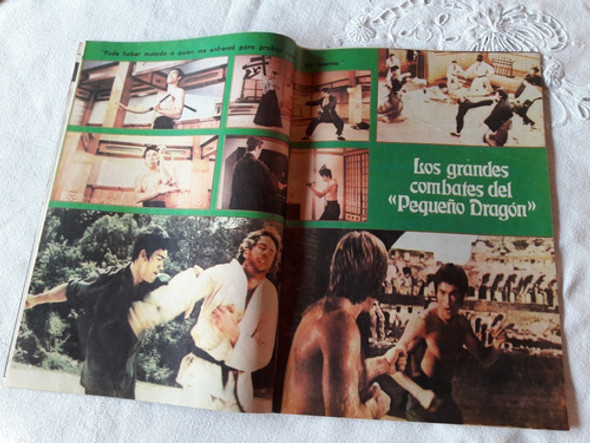 "Pude haber matado a quien me enfrentó para probar
Los grandes
combates del
«Pequeño Dragón»